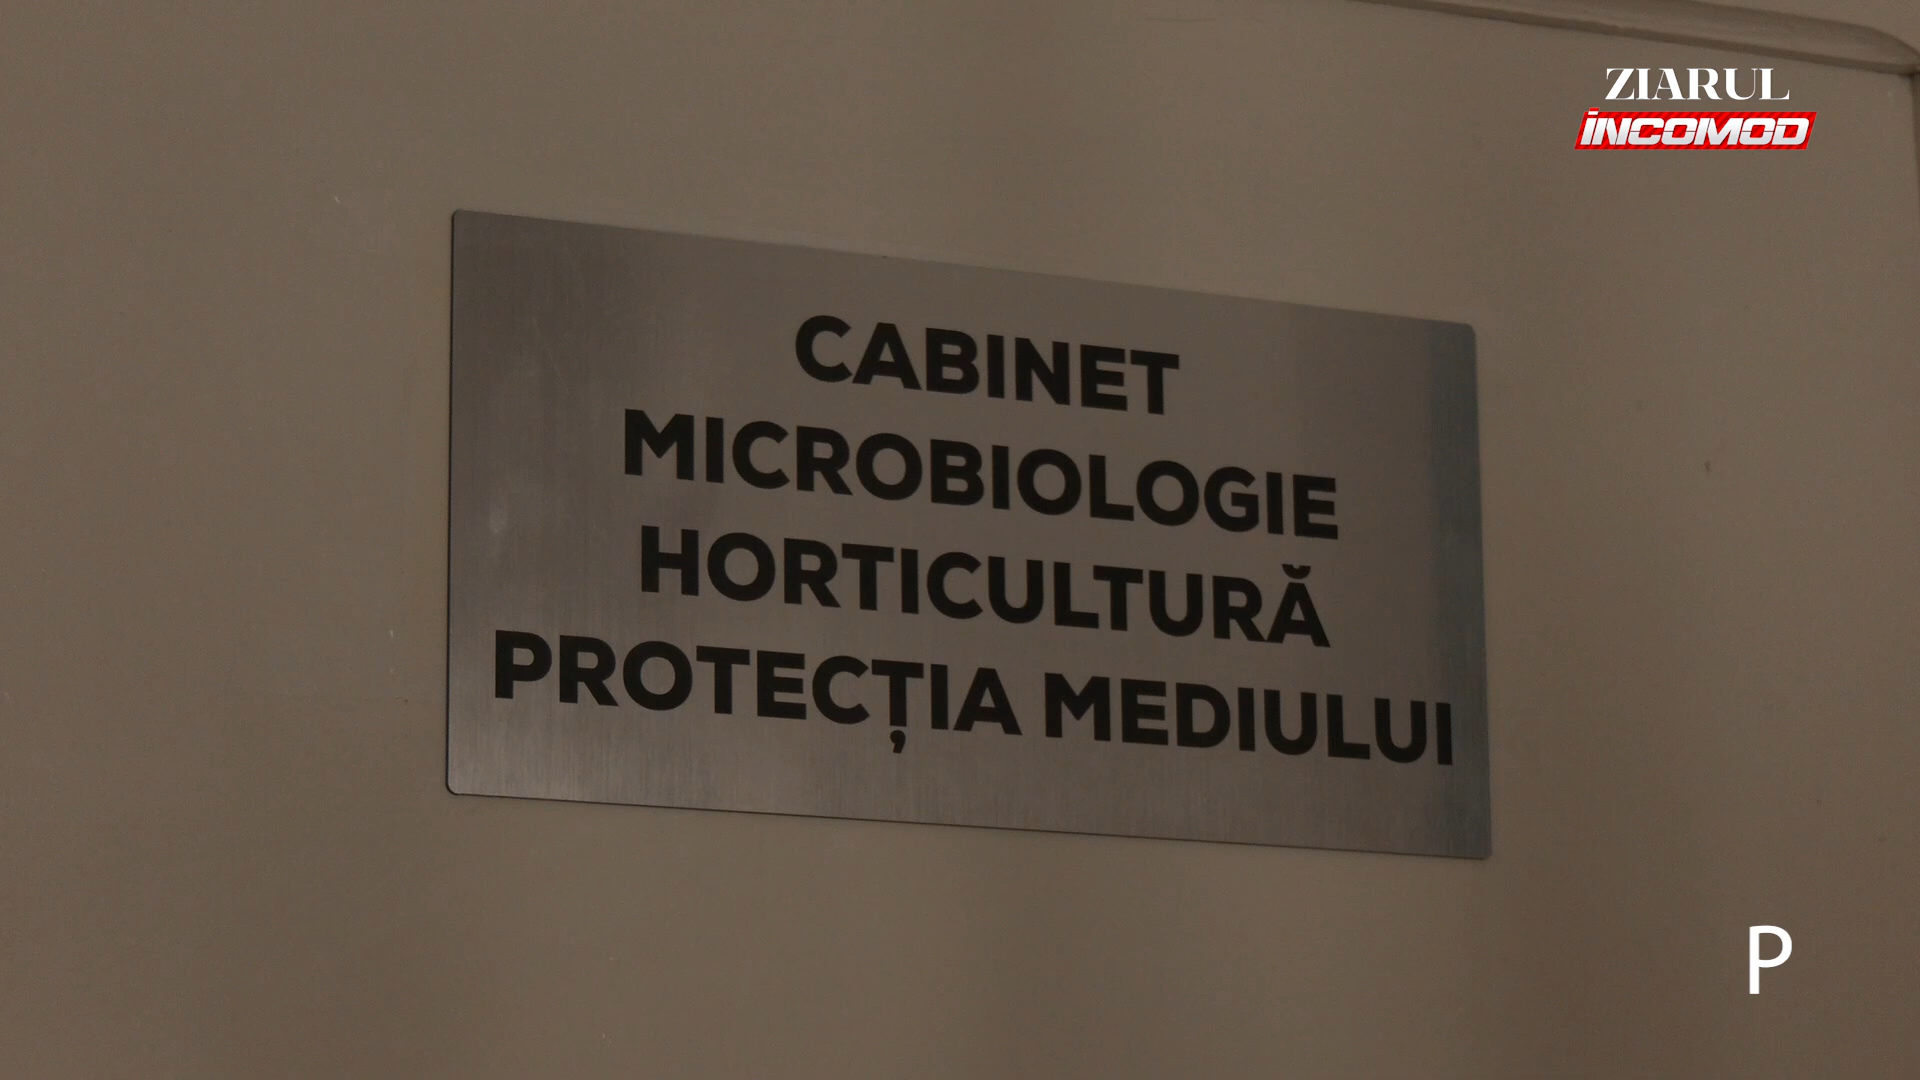 ZIARUL
INCOMOD
CABINET
MICROBIOLOGIE
HORTICULTURĂ
PROTECȚIA MEDIULUI
P